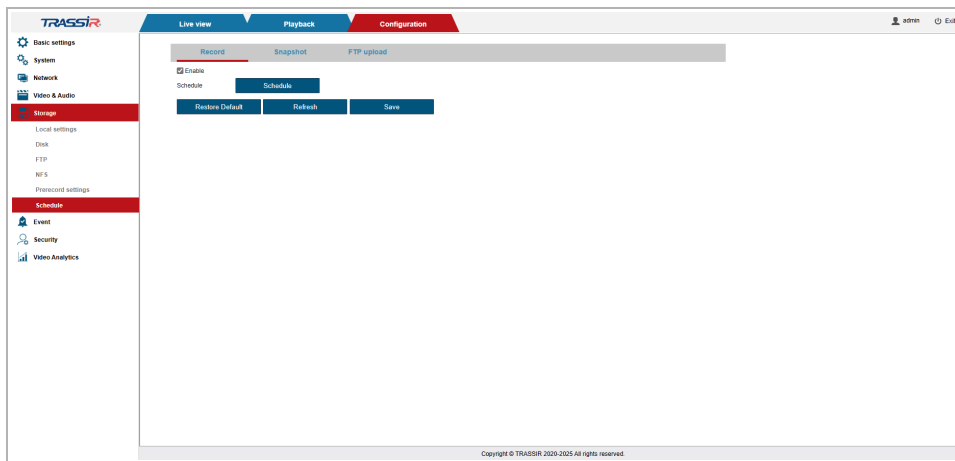 TRASSIR
Live view
Playback
Configuration
admin
Exit
Basic settings
System
Network
Video & Audio
Storage
Local settings
Disk
FTP
NFS
Prerecord settings
Schedule
Event
Security
Video Analytics
Record
Snapshot
FTP upload
Enable
Schedule
Schedule
Restore Default
Refresh
Save
Copyright © TRASSIR 2020-2025 All rights reserved.